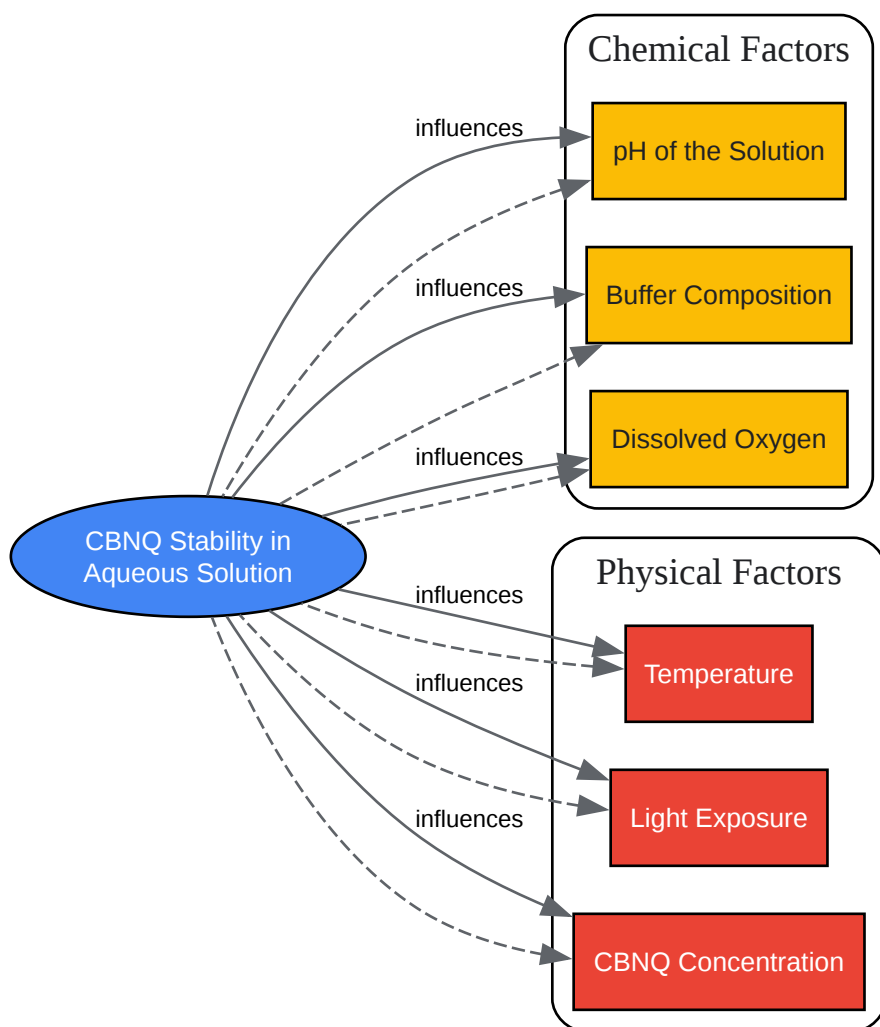 Chemical Factors
influences
pH of the Solution
influences
Buffer Composition
influences
Dissolved Oxygen
CBNQ Stability in
Aqueous Solution
Physical Factors
influences
Temperature
influences
Light Exposure
influences
CBNQ Concentration